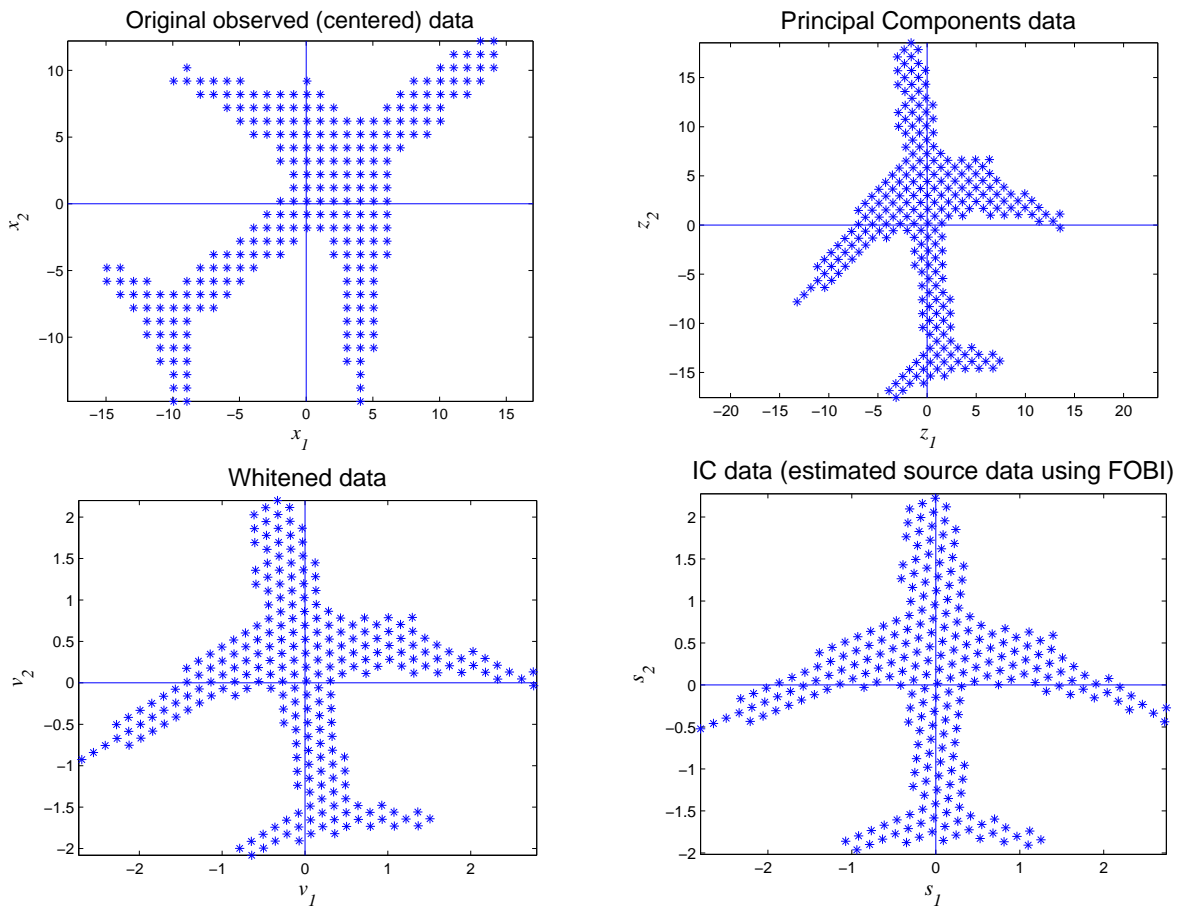 Original observed (centered) data
10
5
0
−5
−10
x2
−15 −10 −5 0 5 10 15
x1
Principal Components data
15
10
5
0
−5
−10
−15
z2
−20 −15 −10 −5 0 5 10 15 20
z1
Whitened data
2
1.5
1
0.5
0
−0.5
−1
−1.5
−2
v2
−2 −1 0 1 2
v1
IC data (estimated source data using FOBI)
2
1.5
1
0.5
0
−0.5
−1
−1.5
−2
s2
−2 −1 0 1 2
s1